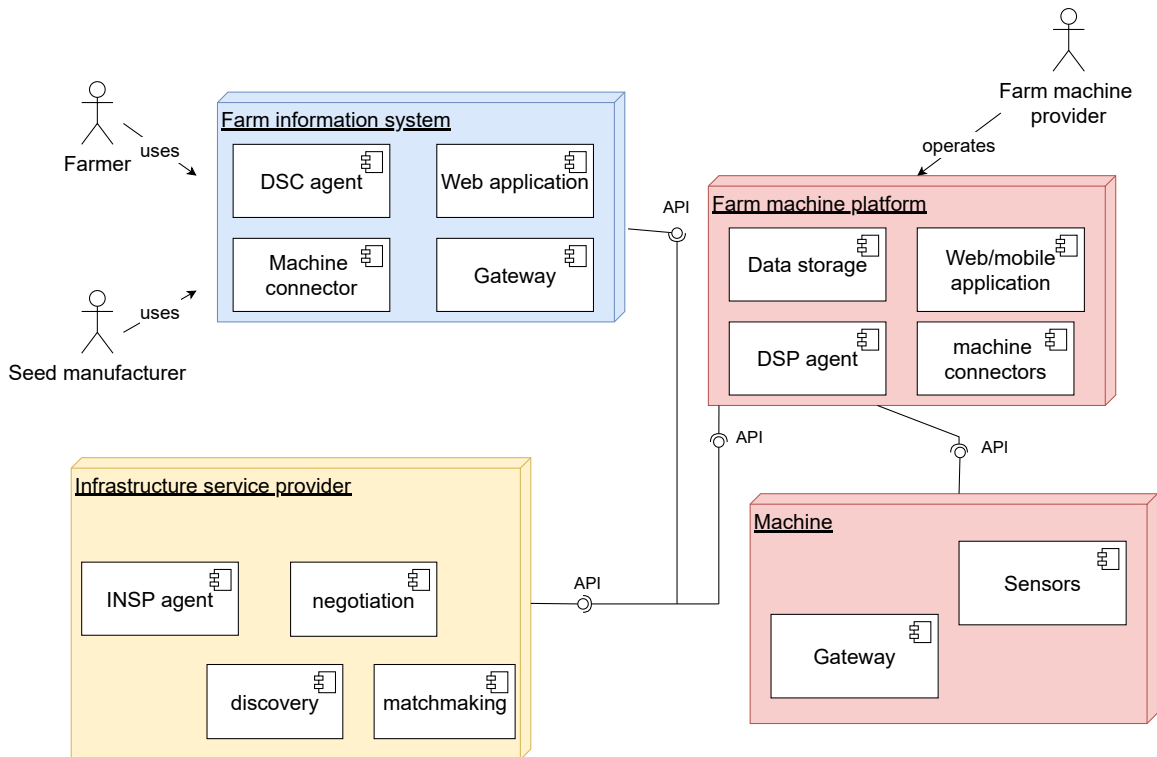 Farm machine
provider
operates
Farmer
uses
Farm information system
DSC agent
Web application
Machine
connector
Gateway
API
Seed manufacturer
uses
Farm machine platform
Data storage
Web/mobile
application
DSP agent
machine
connectors
API
API
Infrastructure service provider
INSP agent
negotiation
discovery
matchmaking
API
Machine
Sensors
Gateway